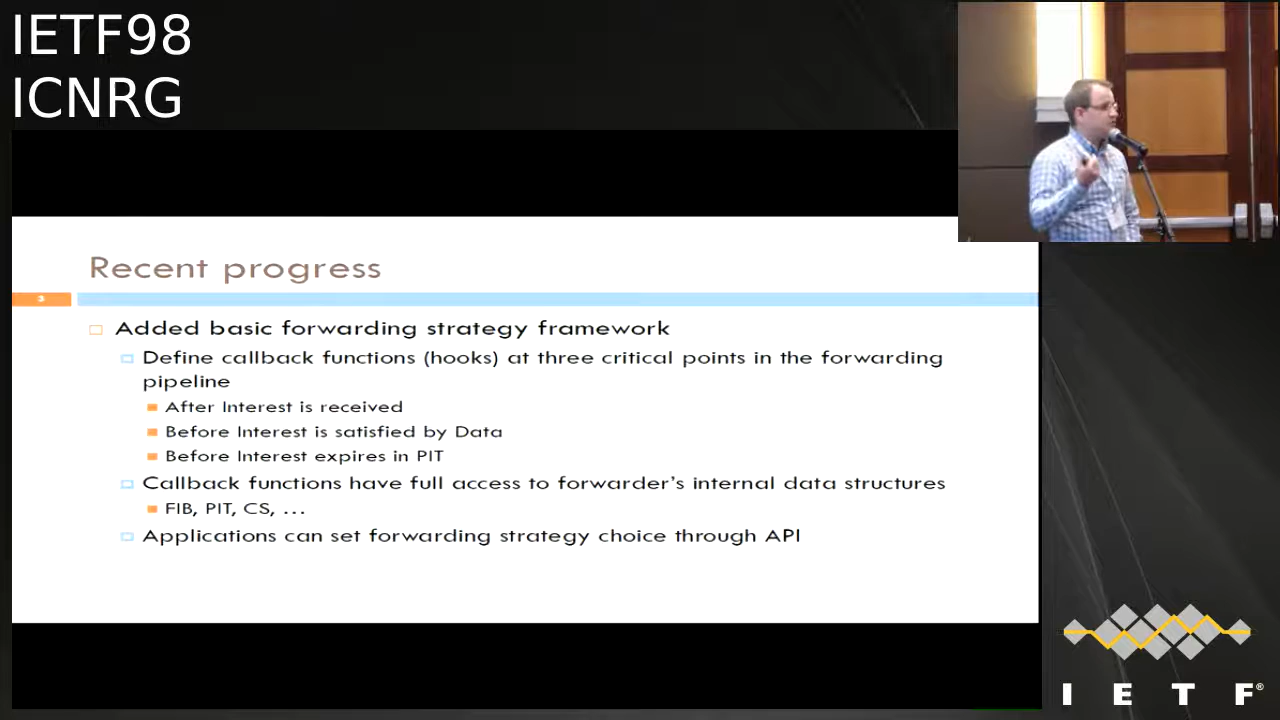 IETF98
ICNRG
Recent progress
3
Added basic forwarding strategy framework
Define callback functions (hooks) at three critical points in the forwarding
pipeline
After Interest is received
Before Interest is satisfied by Data
Before Interest expires in PIT
Callback functions have full access to forwarder's internal data structures
FIB, PIT, CS, ...
Applications can set forwarding strategy choice through API
I E T F®